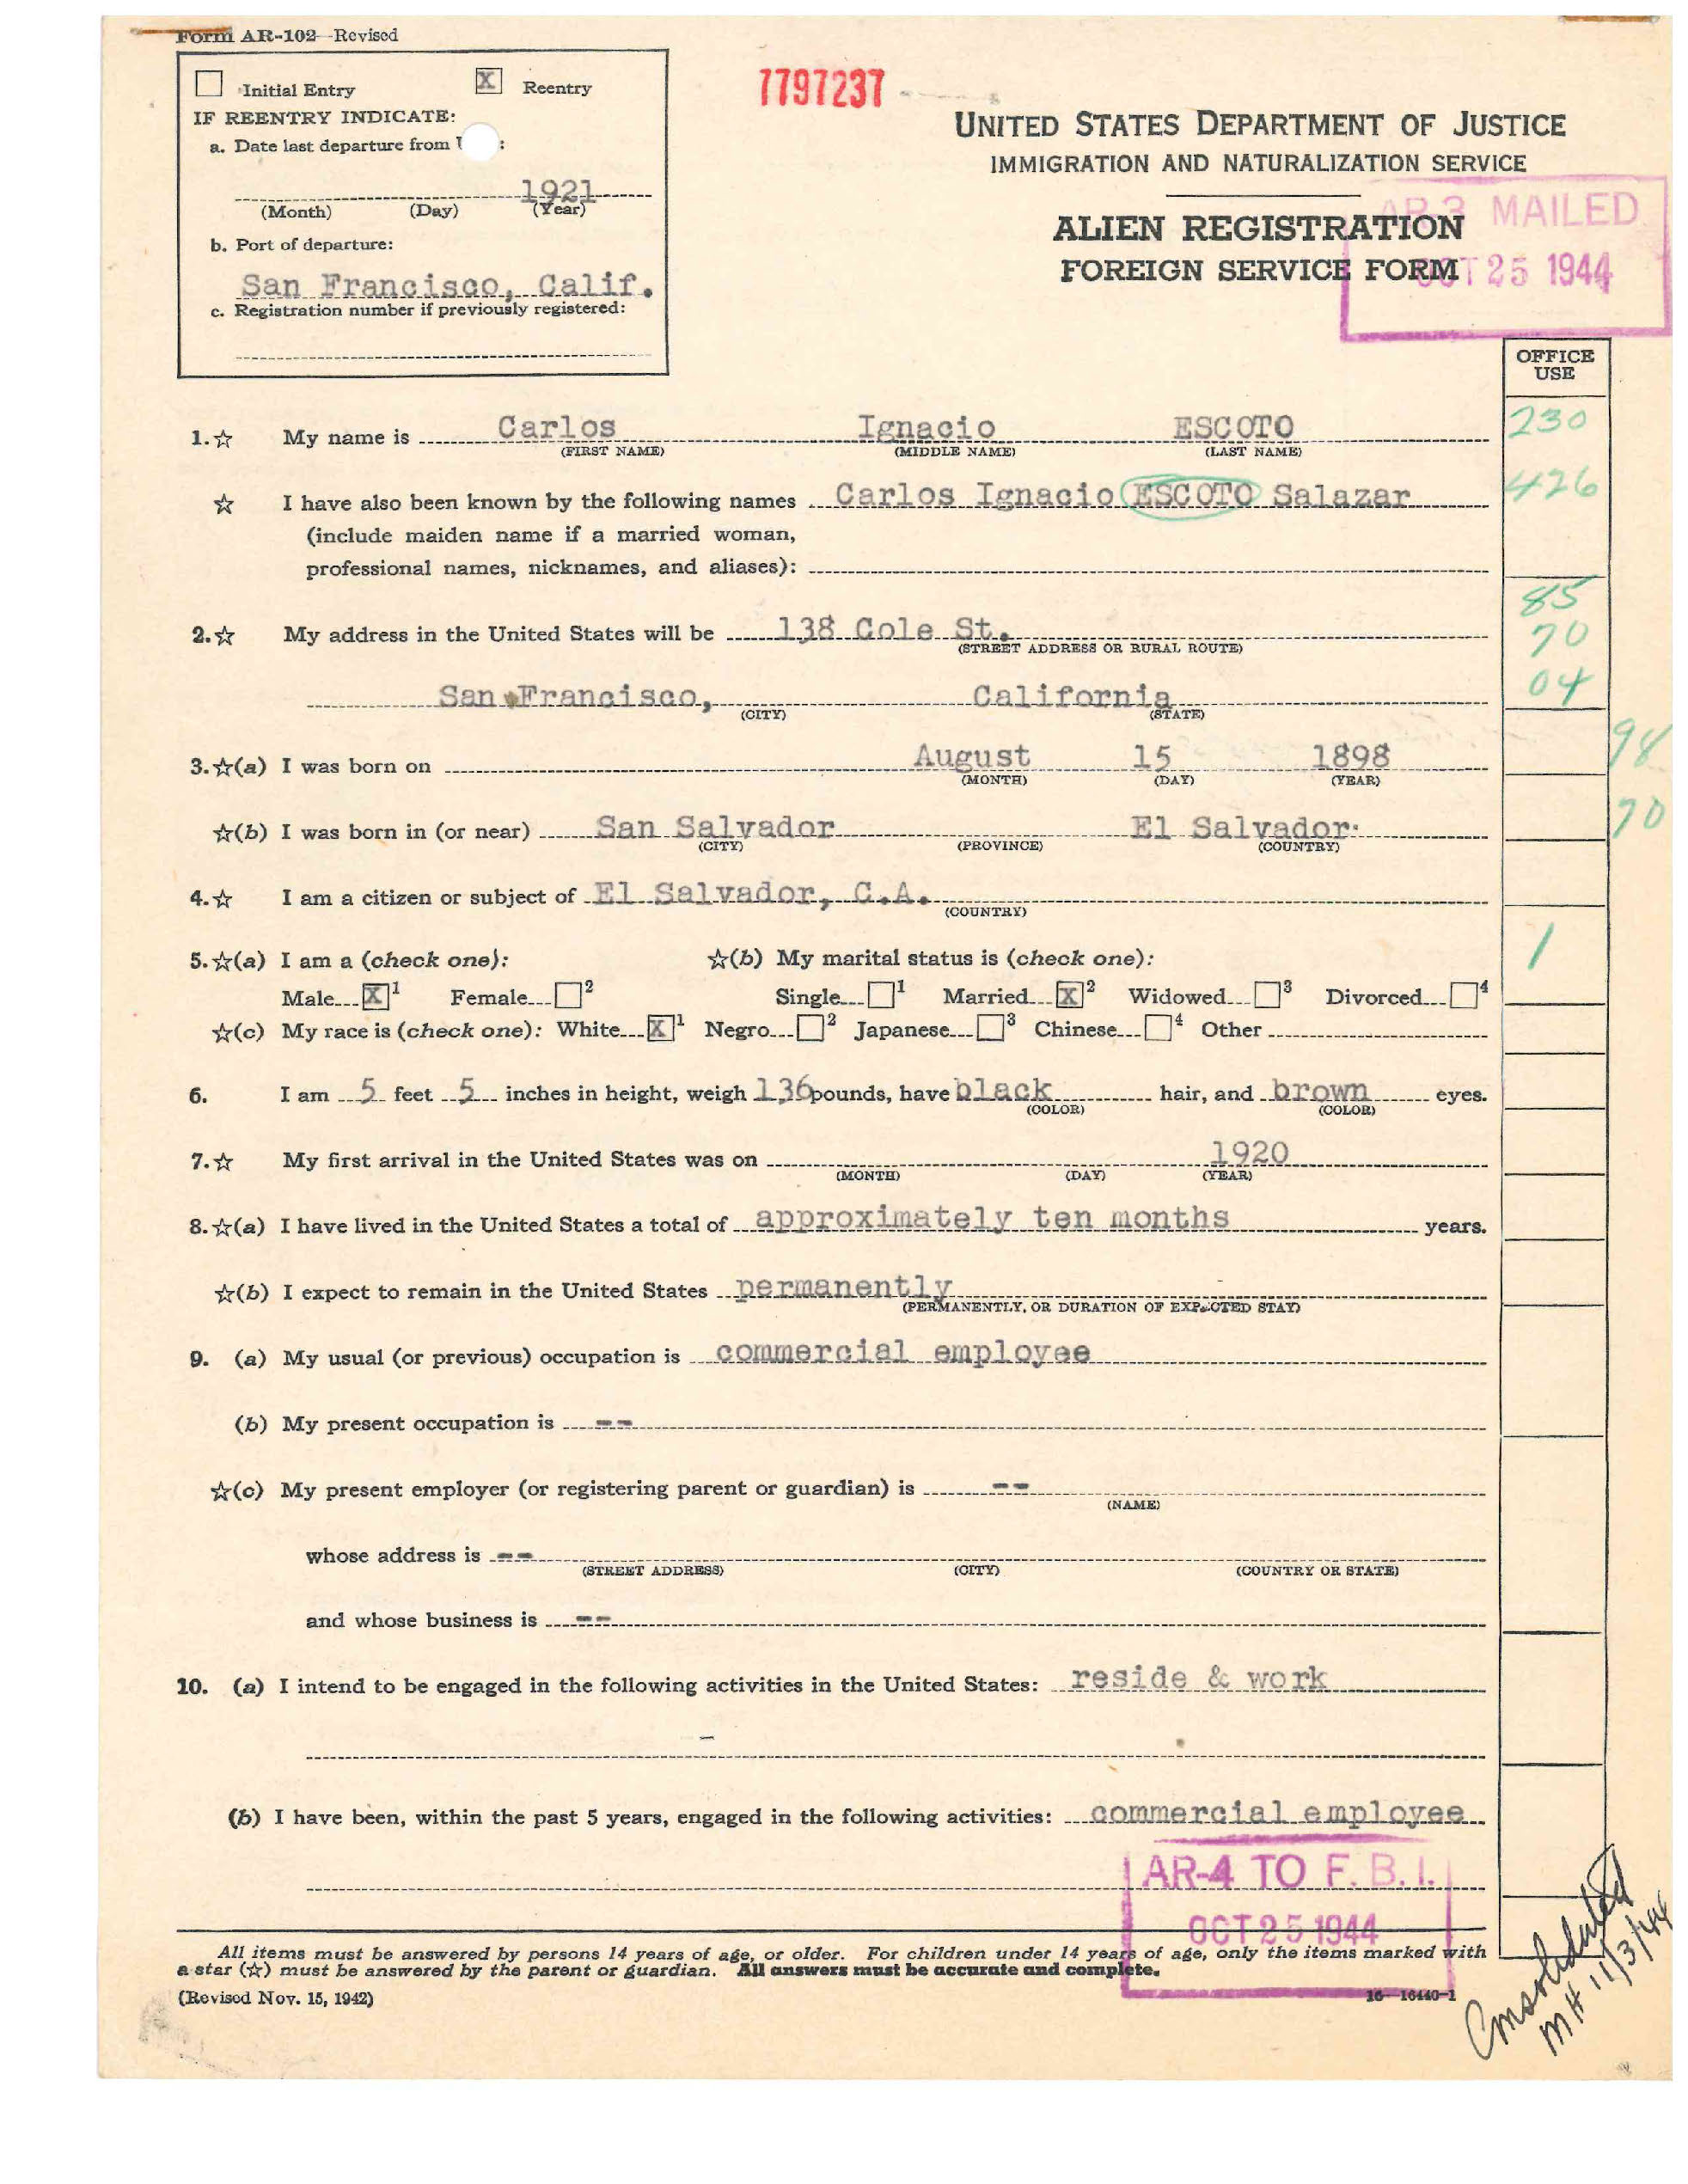 Form AR-102 Revised
Initial Entry X Reentry
IF REENTRY INDICATE:
a. Date last departure from :
1921
(Month) (Day) (Year)
b. Port of departure:
San Francisco, Calif.
c. Registration number if previously registered:
7797237
UNITED STATES DEPARTMENT OF JUSTICE
IMMIGRATION AND NATURALIZATION SERVICE
ALIEN REGISTRATION
FOREIGN SERVICE FORM
AR-3 MAILED
OCT 25 1944
OFFICE
USE
1.☆ My name is Carlos Ignacio ESCOTO 230
(FIRST NAME) (MIDDLE NAME) (LAST NAME)
☆ I have also been known by the following names Carlos Ignacio ESCOTO Salazar 426
(include maiden name if a married woman,
professional names, nicknames, and aliases):
85
2.☆ My address in the United States will be 138 Cole St. 70
(STREET ADDRESS OR RURAL ROUTE)
San Francisco, California 04
(CITY) (STATE)
3.☆(a) I was born on August 15 1898 98
(MONTH) (DAY) (YEAR)
☆(b) I was born in (or near) San Salvador El Salvador 70
(CITY) (PROVINCE) (COUNTRY)
4.☆ I am a citizen or subject of El Salvador, C.A.
(COUNTRY)
5.☆(a) I am a (check one): ☆(b) My marital status is (check one): 1
Male X 1 Female 2 Single 1 Married X 2 Widowed 3 Divorced 4
☆(c) My race is (check one): White X 1 Negro 2 Japanese 3 Chinese 4 Other
6. I am 5 feet 5 inches in height, weigh 136 pounds, have black hair, and brown eyes.
(COLOR) (COLOR)
7.☆ My first arrival in the United States was on 1920
(MONTH) (DAY) (YEAR)
8.☆(a) I have lived in the United States a total of approximately ten months years.
☆(b) I expect to remain in the United States permanently
(PERMANENTLY, OR DURATION OF EXPECTED STAY)
9. (a) My usual (or previous) occupation is commercial employee
(b) My present occupation is --
☆(c) My present employer (or registering parent or guardian) is --
(NAME)
whose address is --
(STREET ADDRESS) (CITY) (COUNTRY OR STATE)
and whose business is --
10. (a) I intend to be engaged in the following activities in the United States: reside & work
(b) I have been, within the past 5 years, engaged in the following activities: commercial employee
AR-4 TO F.B.I.
OCT 25 1944
All items must be answered by persons 14 years of age, or older. For children under 14 years of age, only the items marked with
a star (☆) must be answered by the parent or guardian. All answers must be accurate and complete.
(Revised Nov. 15, 1942) 16—16440-1
Consolidated
MH 11/3/44